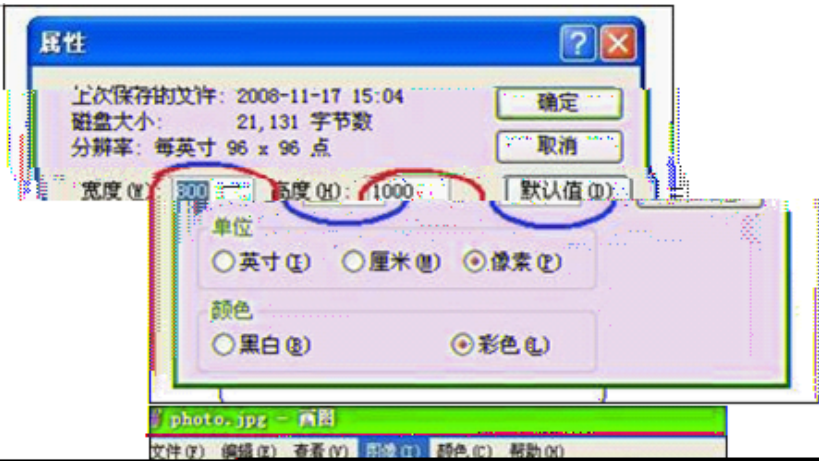 属性
上次保存的文件: 2008-11-17 15:04
磁盘大小: 21,131 字节数
分辨率: 每英寸 96 x 96 点
确定
取消
宽度(W): 800 高度(H): 1000 默认值(D)
单位
英寸(I) 厘米(M) 像素(P)
颜色
黑白(B) 彩色(L)
photo.jpg - 画图
文件(F) 编辑(E) 查看(V) 图像(I) 颜色(C) 帮助(H)